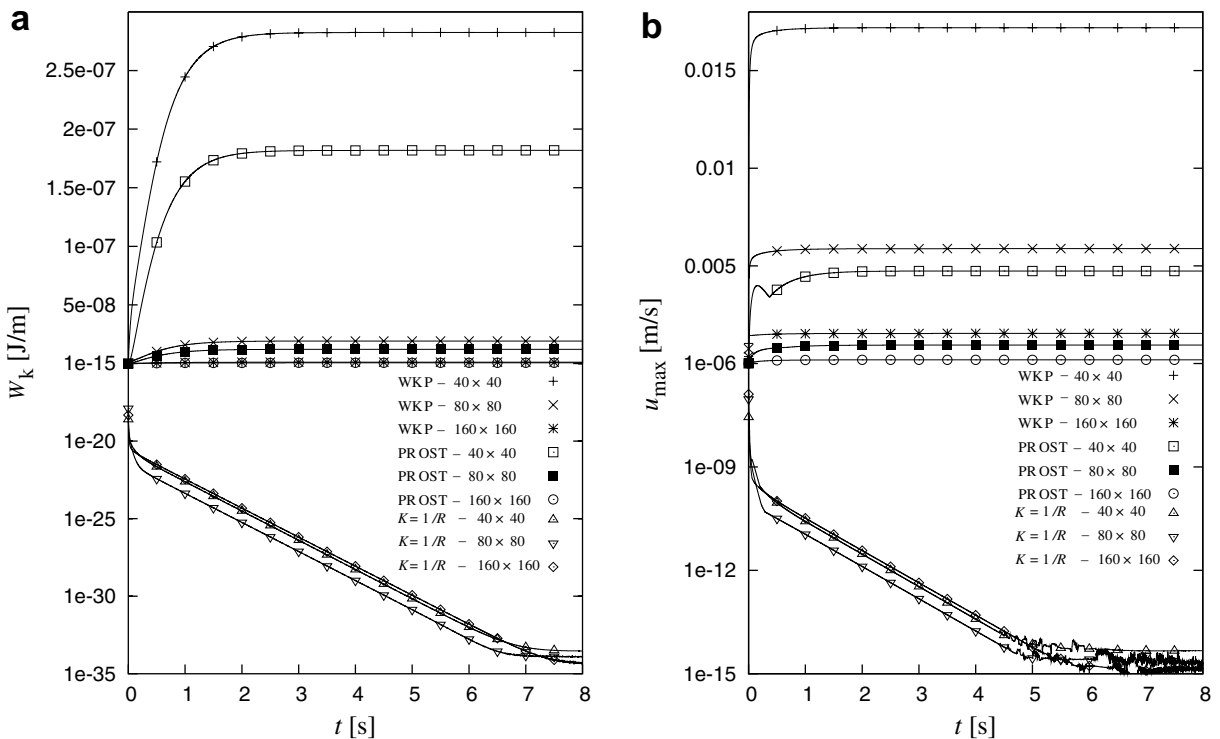 a
2.5e-07
2e-07
1.5e-07
1e-07
5e-08
1e-15
1e-20
1e-25
1e-30
1e-35
W_k [J/m]
WKP – 40 × 40
WKP – 80 × 80
WKP – 160 × 160
PROST – 40 × 40
PROST – 80 × 80
PROST – 160 × 160
K = 1/R – 40 × 40
K = 1/R – 80 × 80
K = 1/R – 160 × 160
0 1 2 3 4 5 6 7 8
t [s]
b
0.015
0.01
0.005
1e-06
1e-09
1e-12
1e-15
u_max [m/s]
WKP – 40 × 40
WKP – 80 × 80
WKP – 160 × 160
PROST – 40 × 40
PROST – 80 × 80
PROST – 160 × 160
K = 1/R – 40 × 40
K = 1/R – 80 × 80
K = 1/R – 160 × 160
0 1 2 3 4 5 6 7 8
t [s]